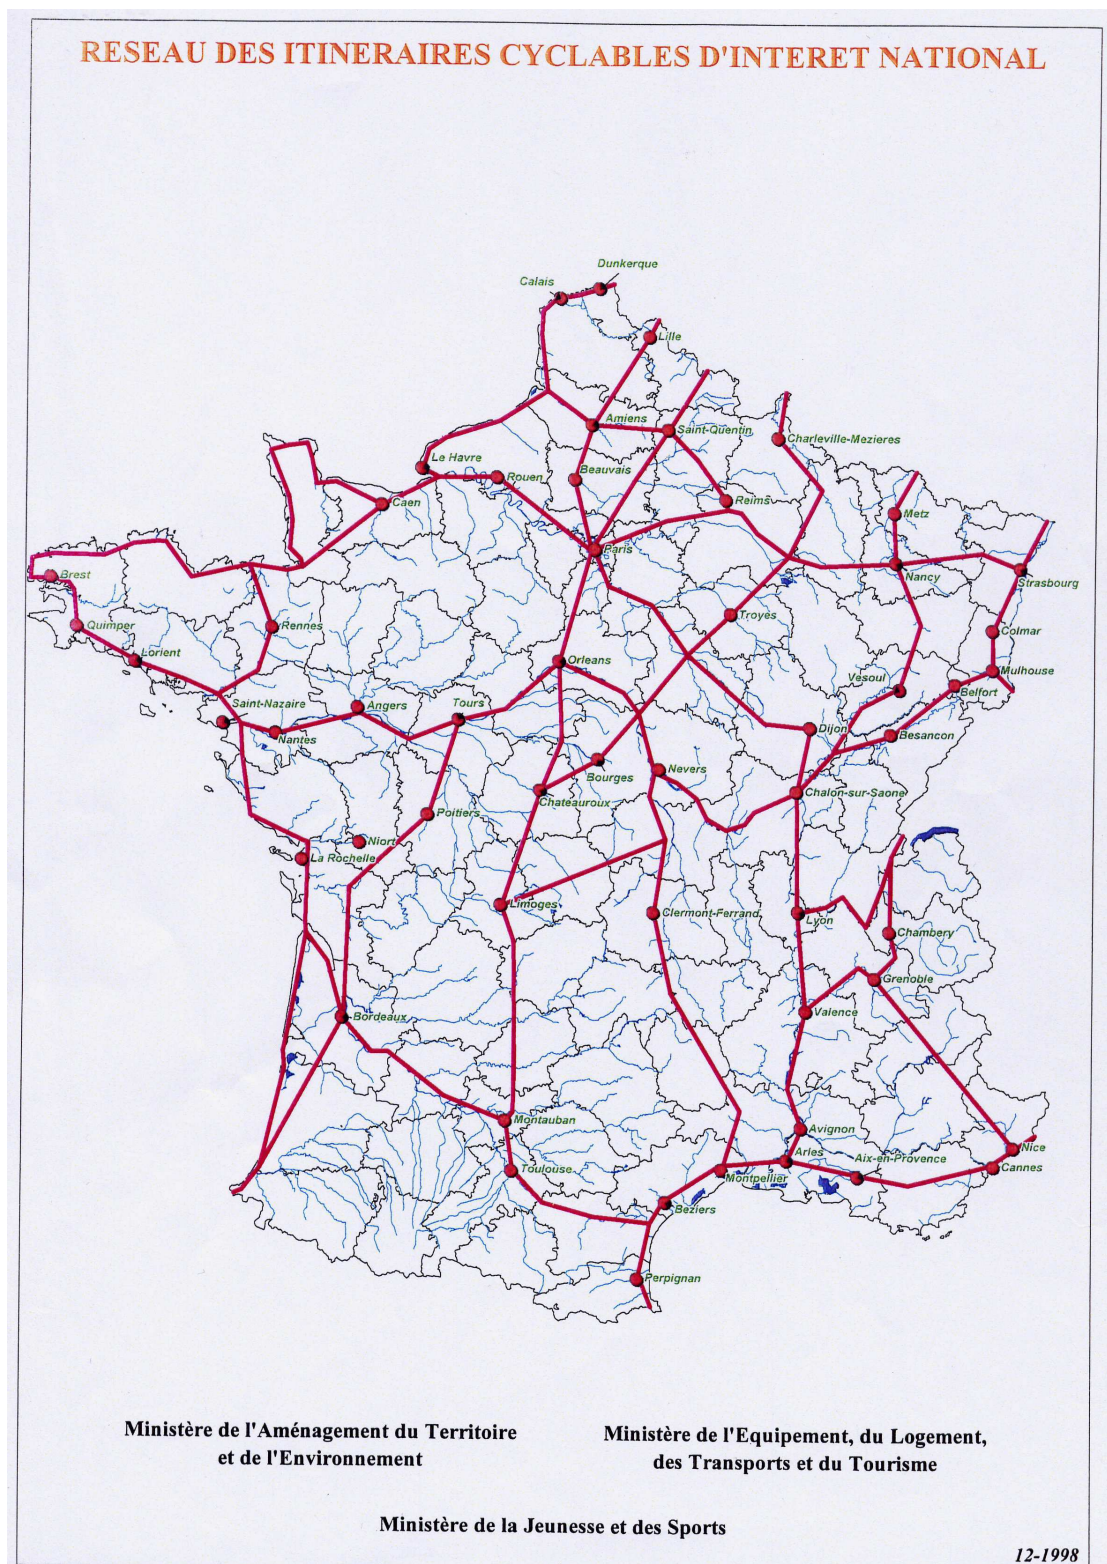 RESEAU DES ITINERAIRES CYCLABLES D'INTERET NATIONAL
Dunkerque
Calais
Lille
Amiens
Saint-Quentin
Charleville-Mezieres
Le Havre
Rouen
Beauvais
Reims
Caen
Metz
Paris
Nancy
Strasbourg
Brest
Quimper
Rennes
Troyes
Colmar
Lorient
Orleans
Mulhouse
Vesoul
Belfort
Saint-Nazaire
Angers
Tours
Nantes
Dijon
Besancon
Bourges
Nevers
Chateauroux
Chalon-sur-Saone
Poitiers
Niort
La Rochelle
Limoges
Clermont-Ferrand
Lyon
Chambery
Grenoble
Bordeaux
Valence
Montauban
Avignon
Arles
Aix-en-Provence
Nice
Cannes
Toulouse
Montpellier
Beziers
Perpignan
Ministère de l'Aménagement du Territoire
et de l'Environnement
Ministère de l'Equipement, du Logement,
des Transports et du Tourisme
Ministère de la Jeunesse et des Sports
12-1998